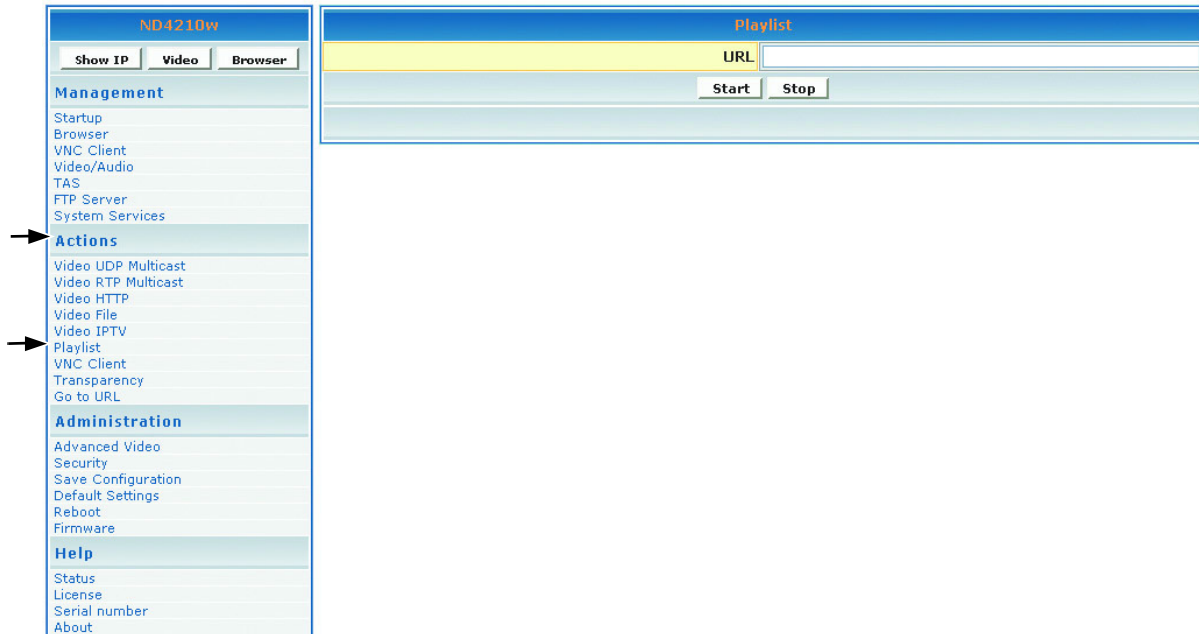 ND4210w
Show IP Video Browser
Management
Startup
Browser
VNC Client
Video/Audio
TAS
FTP Server
System Services
Actions
Video UDP Multicast
Video RTP Multicast
Video HTTP
Video File
Video IPTV
Playlist
VNC Client
Transparency
Go to URL
Administration
Advanced Video
Security
Save Configuration
Default Settings
Reboot
Firmware
Help
Status
License
Serial number
About
Playlist
URL
Start Stop